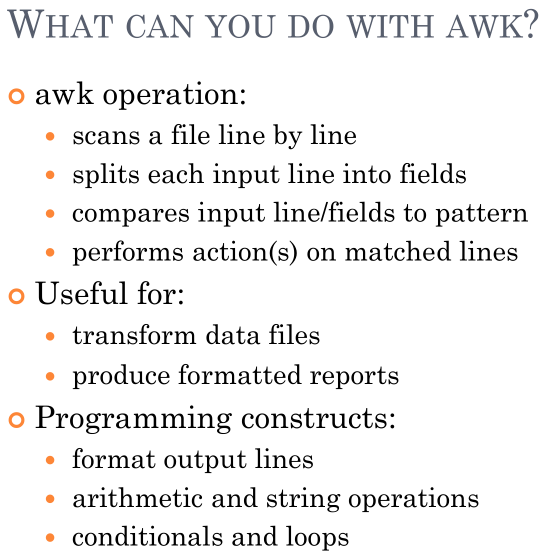 WHAT CAN YOU DO WITH AWK?
awk operation:
scans a file line by line
splits each input line into fields
compares input line/fields to pattern
performs action(s) on matched lines
Useful for:
transform data files
produce formatted reports
Programming constructs:
format output lines
arithmetic and string operations
conditionals and loops